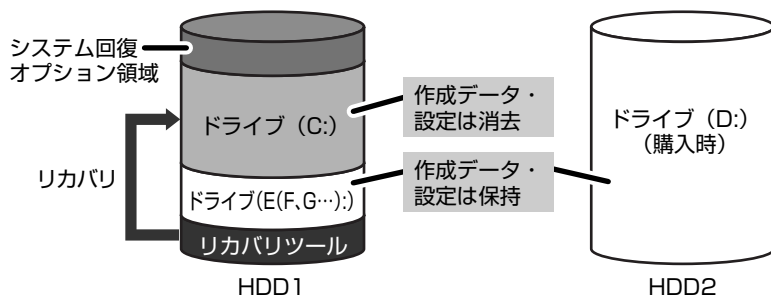 システム回復
オプション領域
ドライブ（C:）
作成データ・
設定は消去
ドライブ（D:）
（購入時）
リカバリ
作成データ・
設定は保持
ドライブ(E(F、G…):)
リカバリツール
HDD1
HDD2